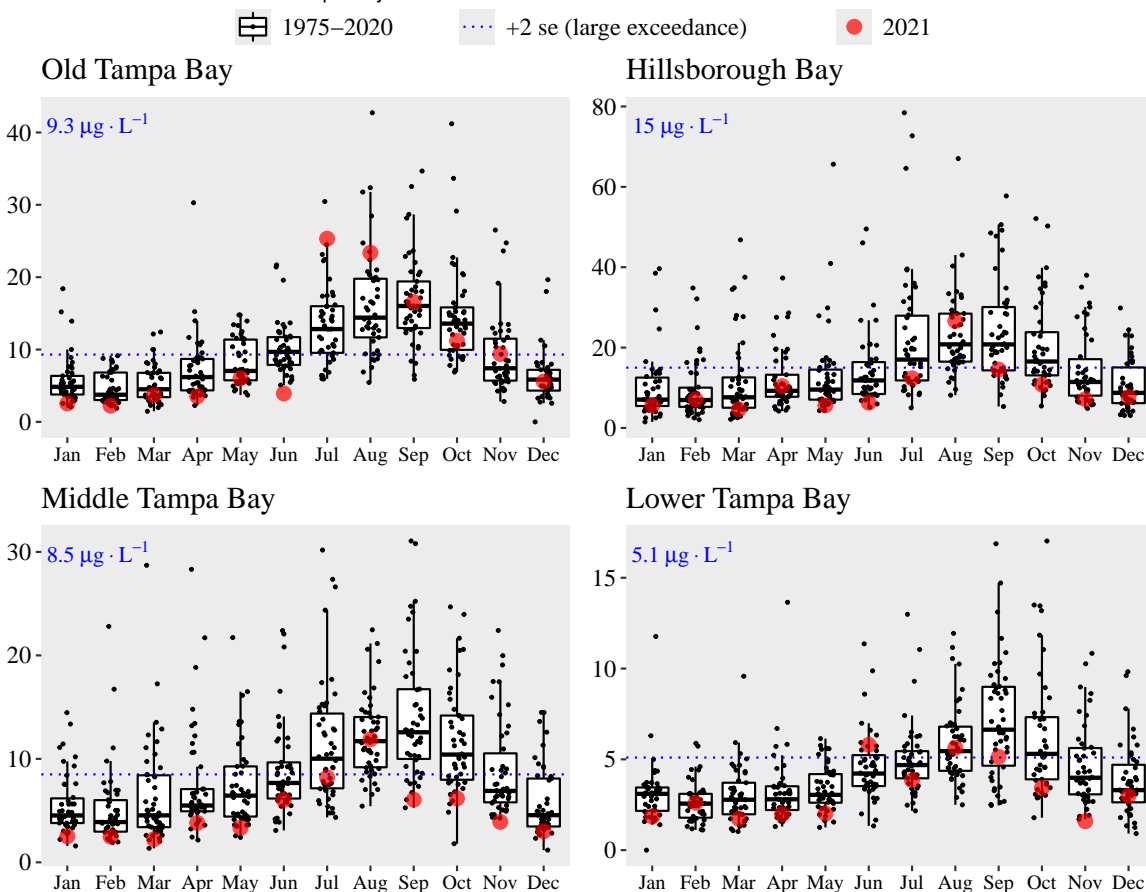 1975−2020 +2 se (large exceedance) 2021
Old Tampa Bay
9.3 μg · L⁻¹
40
30
20
10
0
Jan Feb Mar Apr May Jun Jul Aug Sep Oct Nov Dec
Hillsborough Bay
15 μg · L⁻¹
80
60
40
20
0
Jan Feb Mar Apr May Jun Jul Aug Sep Oct Nov Dec
Middle Tampa Bay
8.5 μg · L⁻¹
30
20
10
0
Jan Feb Mar Apr May Jun Jul Aug Sep Oct Nov Dec
Lower Tampa Bay
5.1 μg · L⁻¹
15
10
5
0
Jan Feb Mar Apr May Jun Jul Aug Sep Oct Nov Dec